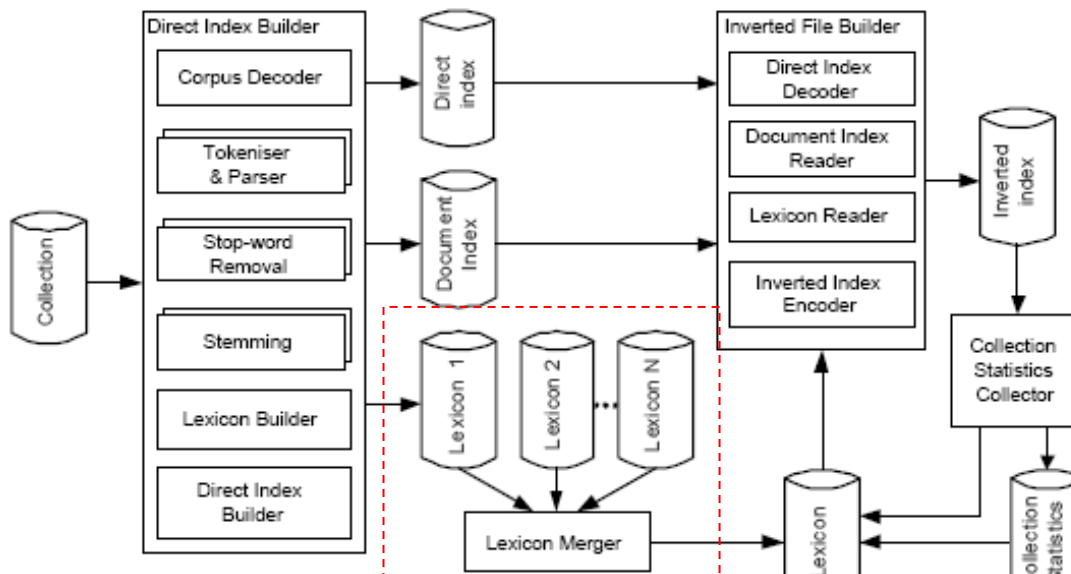 Direct Index Builder
Corpus Decoder
Tokeniser
& Parser
Stop-word
Removal
Stemming
Lexicon Builder
Direct Index
Builder
Collection
Direct
index
Document
Index
Lexicon 1
Lexicon 2
Lexicon N
Lexicon Merger
Inverted File Builder
Direct Index
Decoder
Document Index
Reader
Lexicon Reader
Inverted Index
Encoder
Inverted
index
Collection
Statistics
Collector
Lexicon
Collection
Statistics